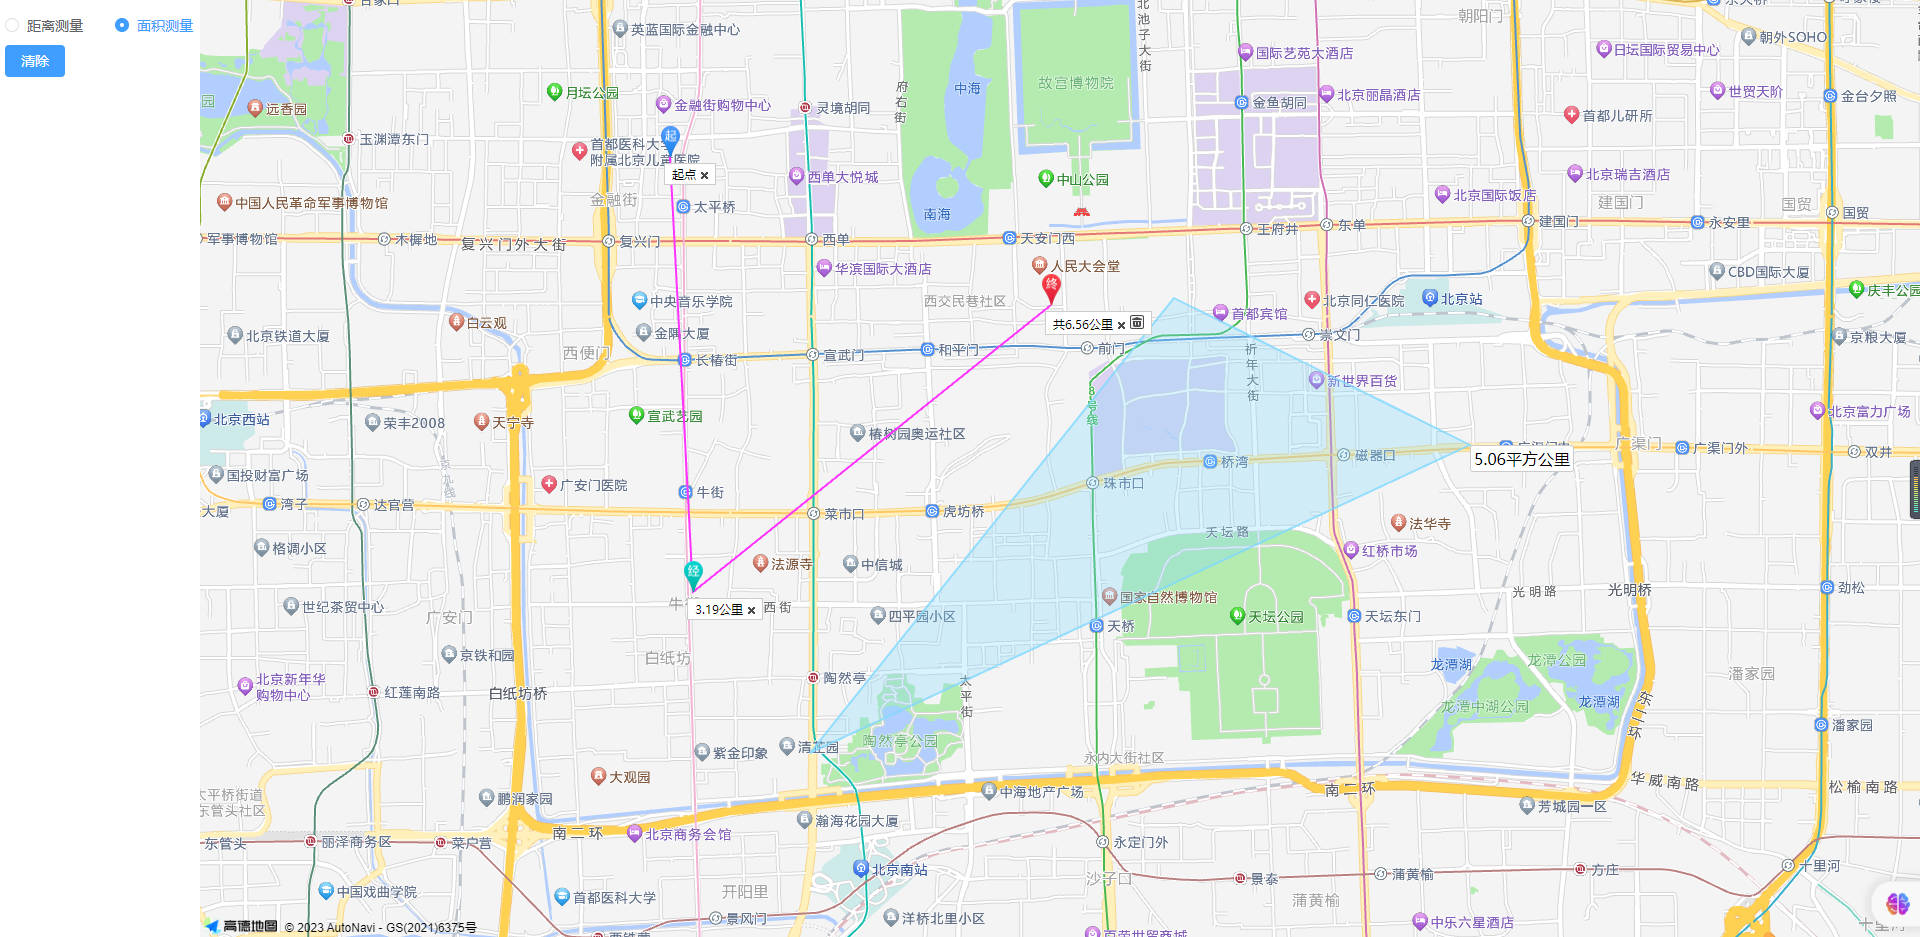 距离测量
面积测量
清除
英蓝国际金融中心
月坛公园
金融街购物中心
灵境胡同
府右街
中海
故宫博物院
北池子大街
国际艺苑大酒店
朝阳门
日坛国际贸易中心
朝外SOHO
世贸天阶
金台夕照
远香园
玉渊潭东门
起
首都医科大学
附属北京儿童医院
起点
金鱼胡同
北京丽晶酒店
首都儿研所
中国人民革命军事博物馆
金融街
太平桥
西单大悦城
南海
中山公园
北京国际饭店
北京瑞吉酒店
建国门
国贸
国贸
军事博物馆
木樨地
复兴门外大街
复兴门
西单
天安门西
王府井
东单
建国门
永安里
华滨国际大酒店
人民大会堂
终
CBD国际大厦
庆丰公园
中央音乐学院
西交民巷社区
共6.56公里
首都宾馆
北京同仁医院
北京站
北京铁道大厦
白云观
金隅大厦
西便门
长椿街
宣武门
和平门
前门
祈年大街
崇文门
京粮大厦
8号线
新世界百货
北京西站
荣丰2008
天宁寺
宣武艺园
椿树园奥运社区
北京富力广场
桥湾
磁器口
广渠门内
广渠门
广渠门外
双井
5.06平方公里
国投财富广场
广安门医院
牛街
珠市口
大厦
湾子
达官营
菜市口
虎坊桥
天坛路
法华寺
格调小区
经
法源寺
中信城
红桥市场
世纪茶贸中心
广安门
3.19公里
西街
四平园小区
国家自然博物馆
天桥
天坛公园
天坛东门
光明路
光明桥
劲松
京铁和园
白纸坊
北京新年华
购物中心
红莲南路
白纸坊桥
陶然亭
太平街
龙潭湖
龙潭公园
龙潭中湖公园
龙潭湖
潘家园
东二环
潘家园
紫金印象
清芷园
陶然亭公园
永内大街社区
大观园
太平桥街道
东管头社区
鹏润家园
中海地产广场
南二环
华威南路
松榆南路
芳城园一区
东管头
丽泽商务区
菜户营
南二环
北京商务会馆
瀚海花园大厦
永定门外
中国戏曲学院
首都医科大学
开阳里
北京南站
沙子口
景泰
蒲黄榆
蒲黄榆
方庄
十里河
高德地图 © 2023 AutoNavi - GS(2021)6375号
景风门
洋桥北里小区
百荣世贸商城
中乐六星酒店
十里河